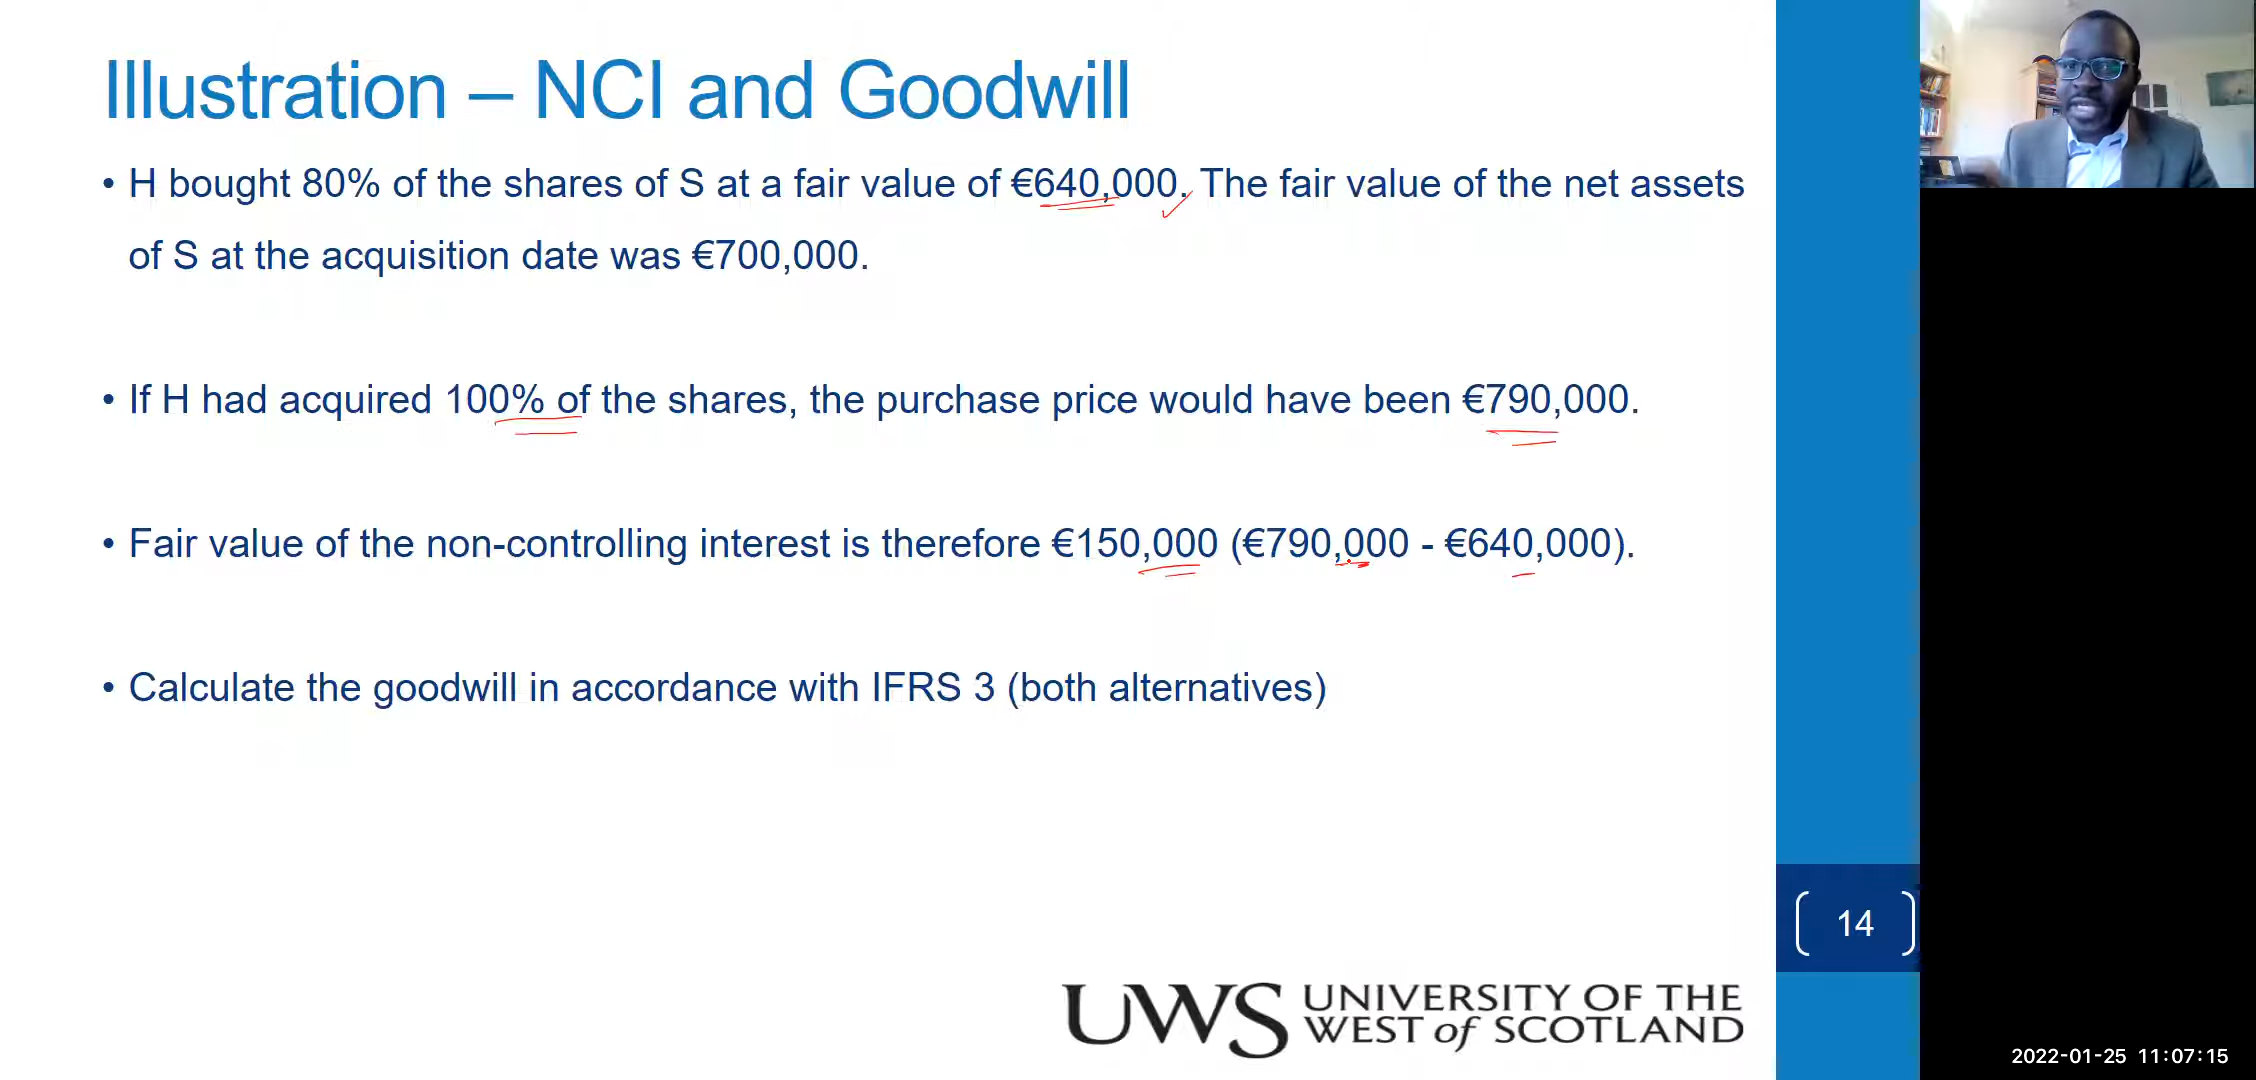 Illustration – NCI and Goodwill
• H bought 80% of the shares of S at a fair value of €640,000. The fair value of the net assets
of S at the acquisition date was €700,000.
• If H had acquired 100% of the shares, the purchase price would have been €790,000.
• Fair value of the non-controlling interest is therefore €150,000 (€790,000 - €640,000).
• Calculate the goodwill in accordance with IFRS 3 (both alternatives)
14
UWS UNIVERSITY OF THE
WEST of SCOTLAND
2022-01-25 11:07:15